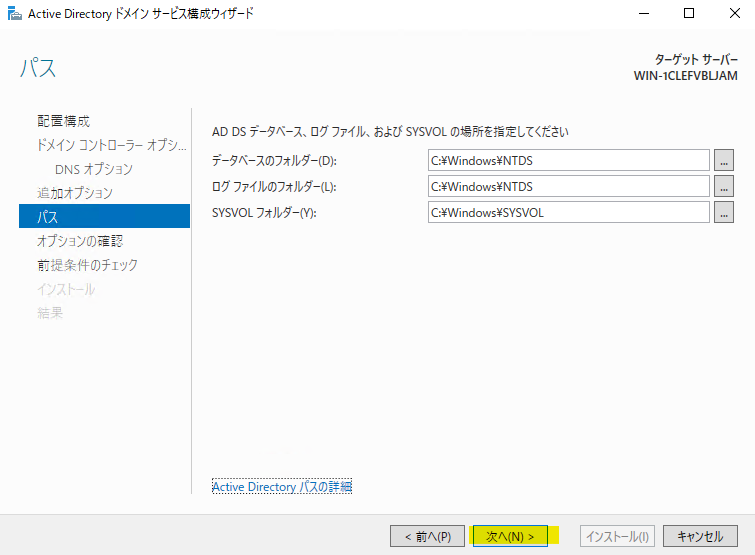 Active Directory ドメイン サービス構成ウィザード
パス
ターゲット サーバー
WIN-1CLEFVBLJAM
配置構成
ドメイン コントローラー オプシ...
DNS オプション
追加オプション
パス
オプションの確認
前提条件のチェック
インストール
結果
AD DS データベース、ログ ファイル、および SYSVOL の場所を指定してください
データベースのフォルダー(D): C:¥Windows¥NTDS ...
ログ ファイルのフォルダー(L): C:¥Windows¥NTDS ...
SYSVOL フォルダー(Y): C:¥Windows¥SYSVOL ...
Active Directory パスの詳細
< 前へ(P) 次へ(N) > インストール(I) キャンセル